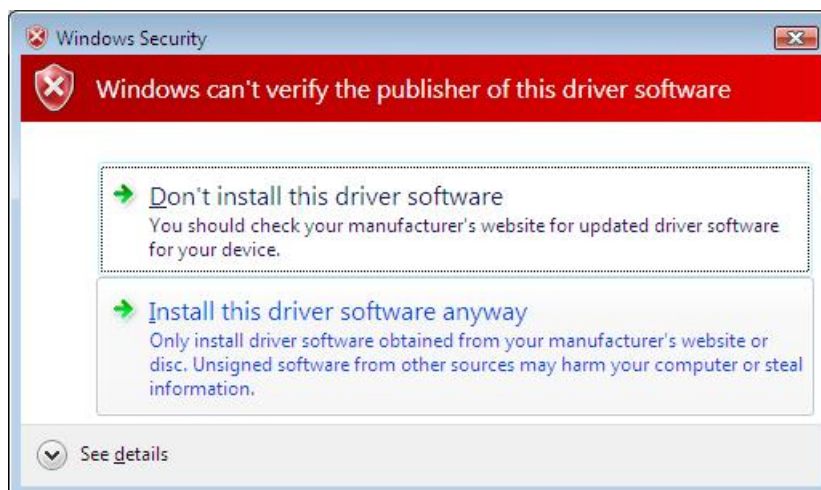 Windows Security
Windows can't verify the publisher of this driver software
Don't install this driver software
You should check your manufacturer's website for updated driver software
for your device.
Install this driver software anyway
Only install driver software obtained from your manufacturer's website or
disc. Unsigned software from other sources may harm your computer or steal
information.
See details